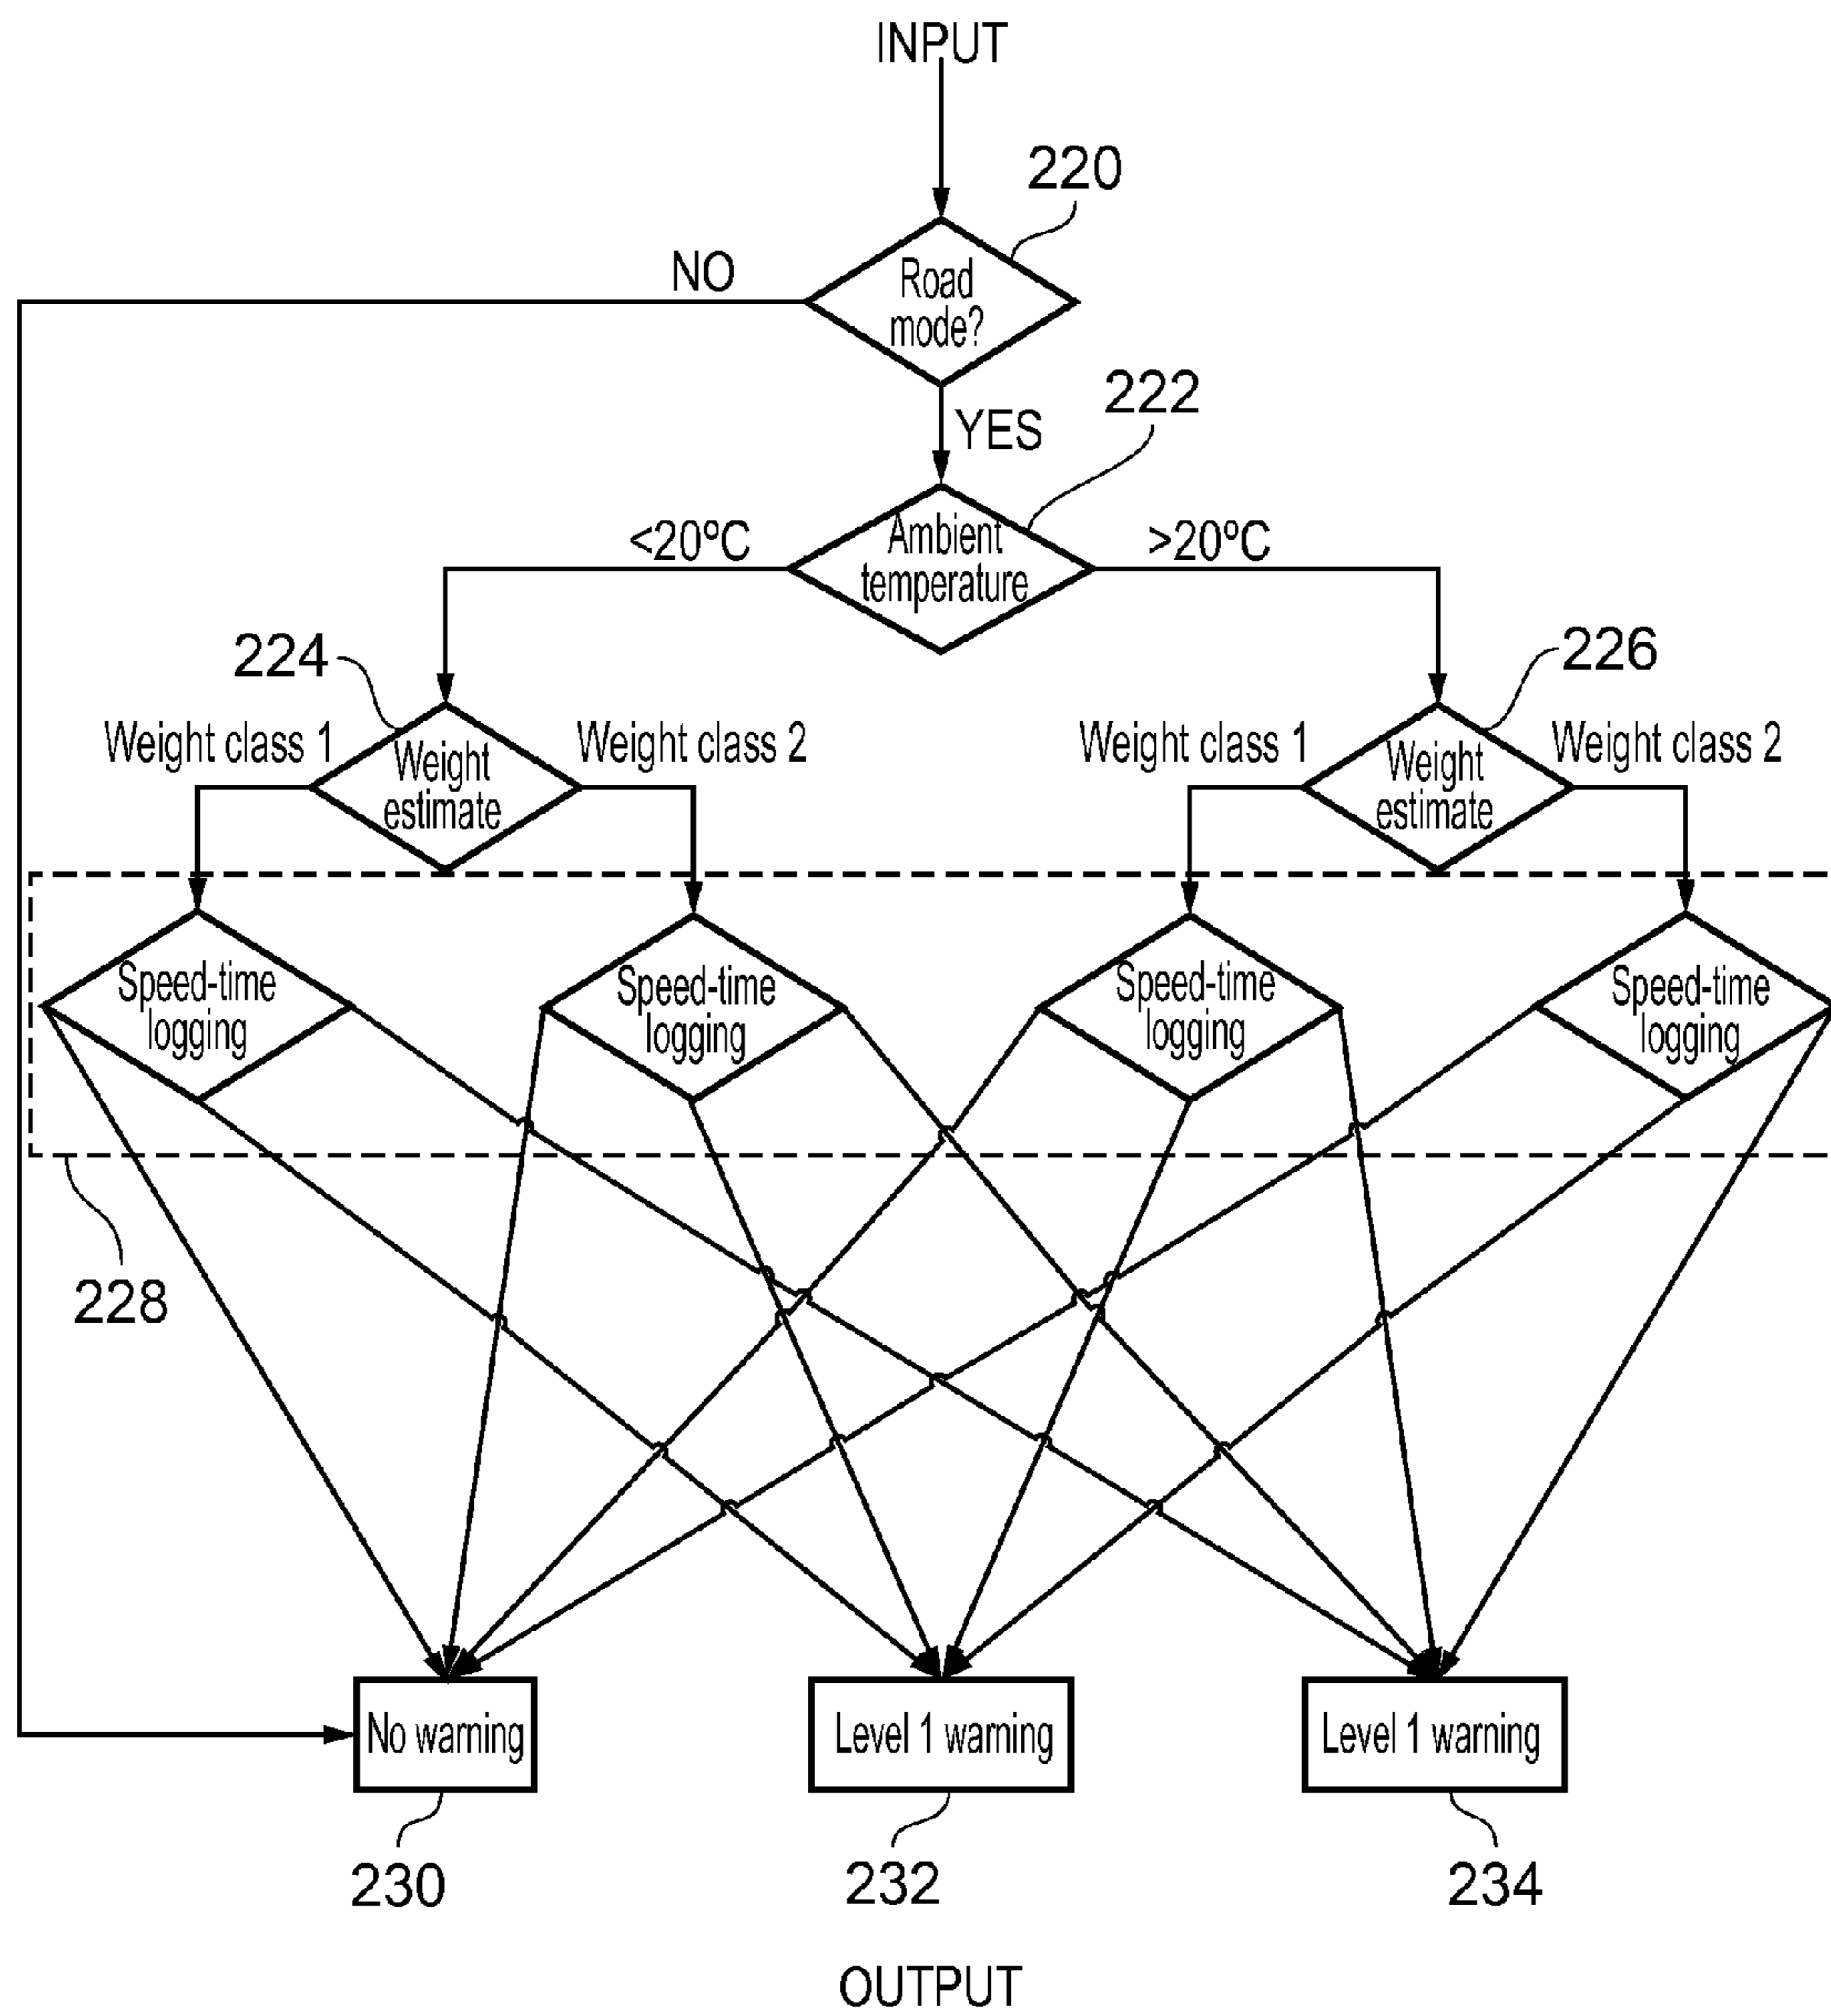 INPUT
220
NO
Road
mode?
222
YES
<20ºC
Ambient
temperature
>20ºC
224
226
Weight class 1
Weight
estimate
Weight class 2
Weight class 1
Weight
estimate
Weight class 2
Speed-time
logging
Speed-time
logging
Speed-time
logging
Speed-time
logging
228
No warning
Level 1 warning
Level 1 warning
230
232
234
OUTPUT